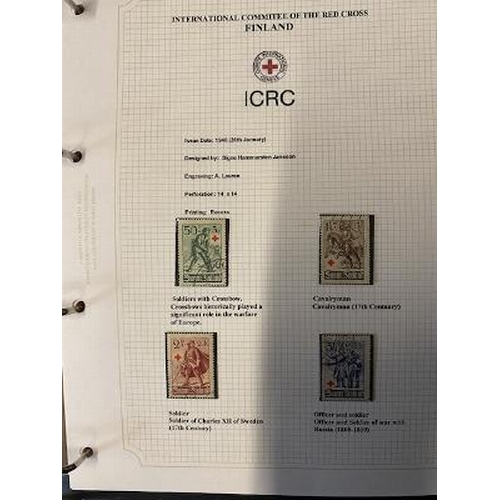 INTERNATIONAL COMMITEE OF THE RED CROSS
FINLAND
ICRC
Issue Date: 1940 (26th January)
Designed by: Signe Hammarsten Jansson
Engraving: A. Laurén
Perforation: 14 x 14
Printing Recess
50
Soldiers with Crossbow.
Crossbows historically played a
significant role in the warfare
of Europe.
Cavalryman
Cavalryman (17th Centuary)
Soldier
Soldier of Charles XII of Sweden
(17th Century)
Officer and soldier
Officer and Soldier of war with
Russia (1808-1809)